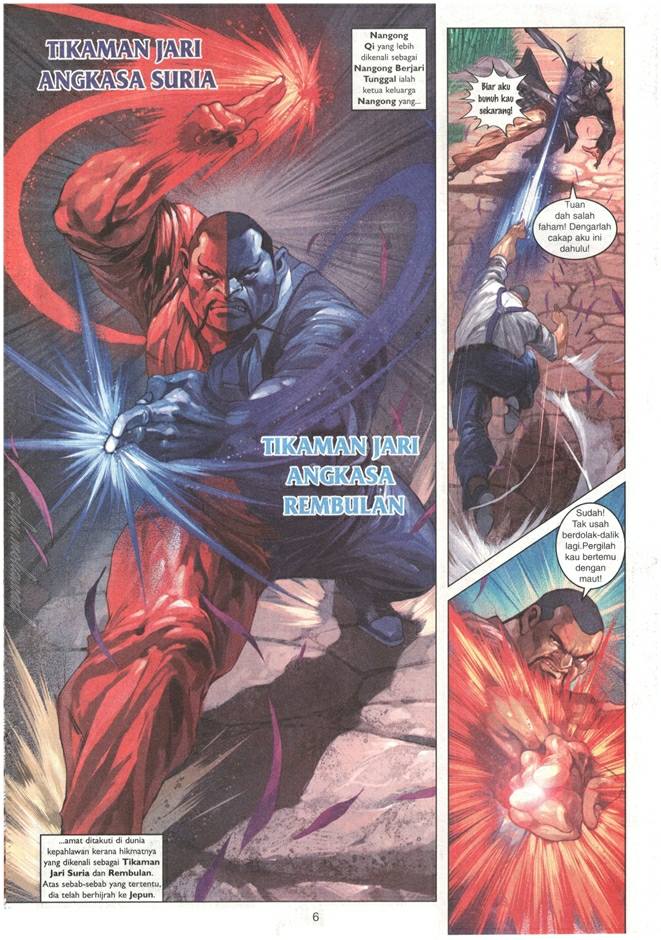 TIKAMAN JARI
ANGKASA SURIA
Nangong
Qi yang lebih
dikenali sebagai
Nangong Berjari
Tunggal ialah
ketua keluarga
Nangong yang...
TIKAMAN JARI
ANGKASA
REMBULAN
...amat ditakuti di dunia
kepahlawan kerana hikmatnya
yang dikenali sebagai Tikaman
Jari Suria dan Rembulan.
Atas sebab-sebab yang tertentu,
dia telah berhijrah ke Jepun.
Biar aku
bunuh kau
sekarang!
Tuan
dah salah
faham! Dengarlah
cakap aku ini
dahulu!
Sudah!
Tak usah
berdolak-dalik
lagi.Pergilah
kau bertemu
dengan
maut!
6